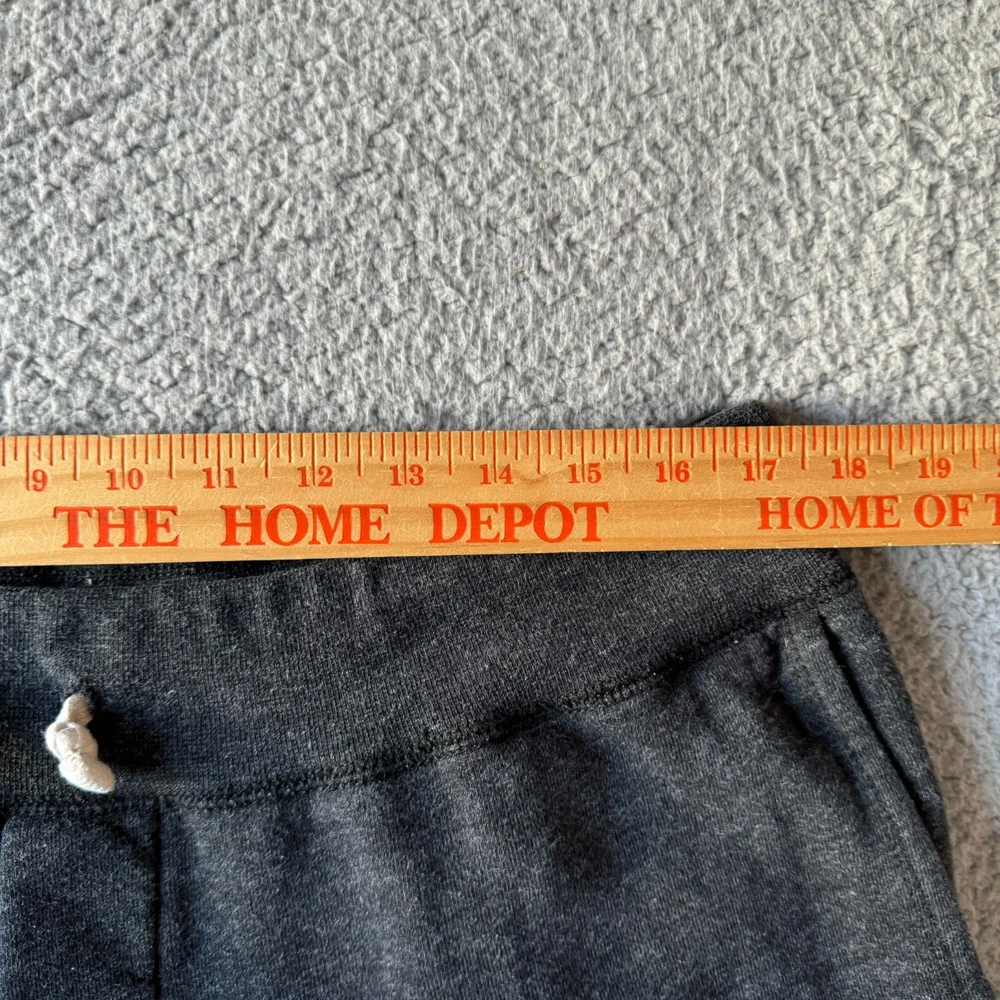 9 10 11 12 13 14 15 16 17 18 19
THE HOME DEPOT HOME OF